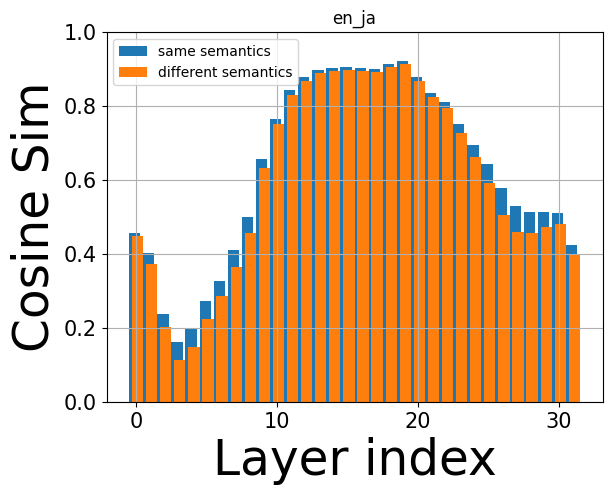 en_ja
same semantics
different semantics
Cosine Sim
1.0
0.8
0.6
0.4
0.2
0.0
0 10 20 30
Layer index